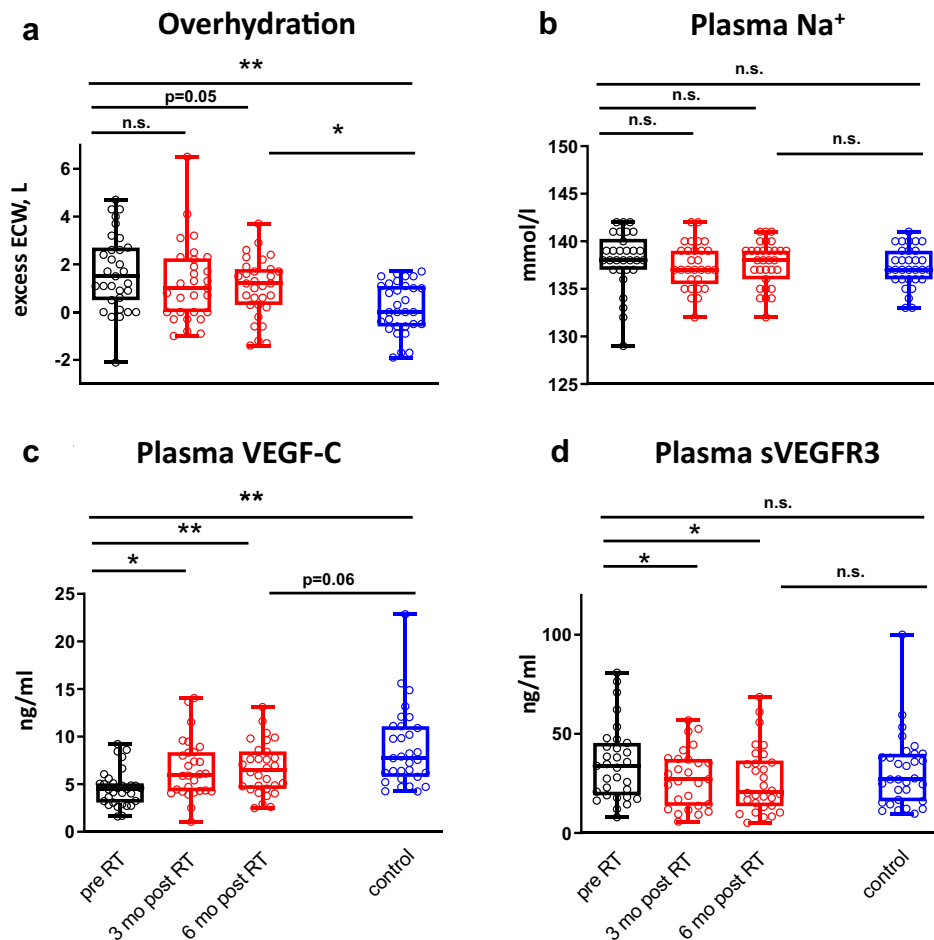 a
Overhydration
**
p=0.05
n.s.
*
excess ECW, L
6
4
2
0
-2
b
Plasma Na⁺
n.s.
n.s.
n.s.
n.s.
mmol/l
150
145
140
135
130
125
c
Plasma VEGF-C
**
**
*
p=0.06
ng/ml
25
20
15
10
5
0
pre RT
3 mo post RT
6 mo post RT
control
d
Plasma sVEGFR3
n.s.
*
*
n.s.
ng/ml
100
50
0
pre RT
3 mo post RT
6 mo post RT
control